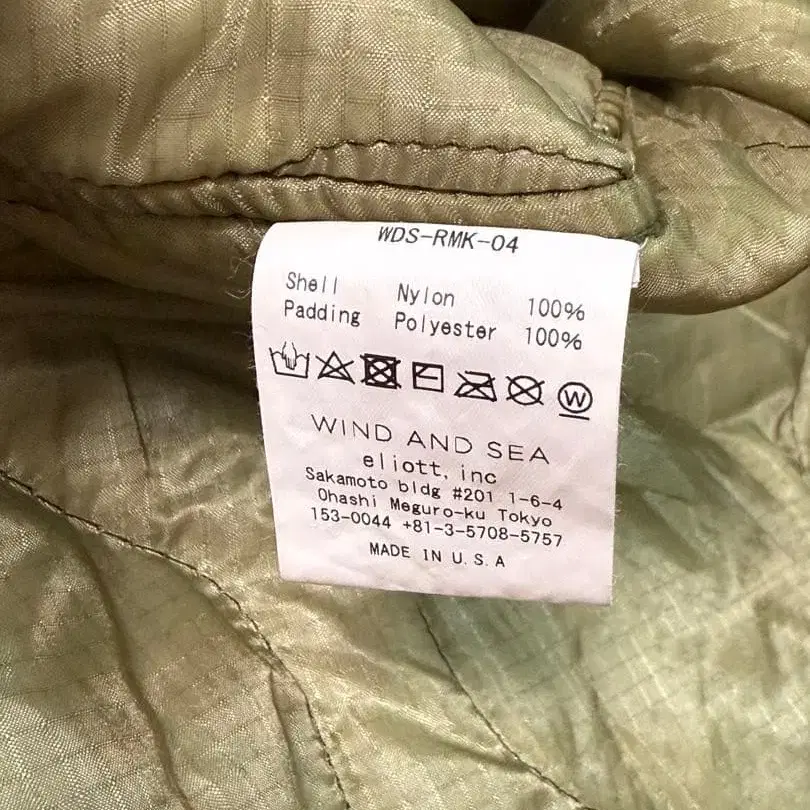 WDS-RMK-04
Shell Nylon 100%
Padding Polyester 100%
W
WIND AND SEA
eliott, inc
Sakamoto bldg #201 1-6-4
Ohashi Meguro-ku Tokyo
153-0044 +81-3-5708-5757
MADE IN U.S.A